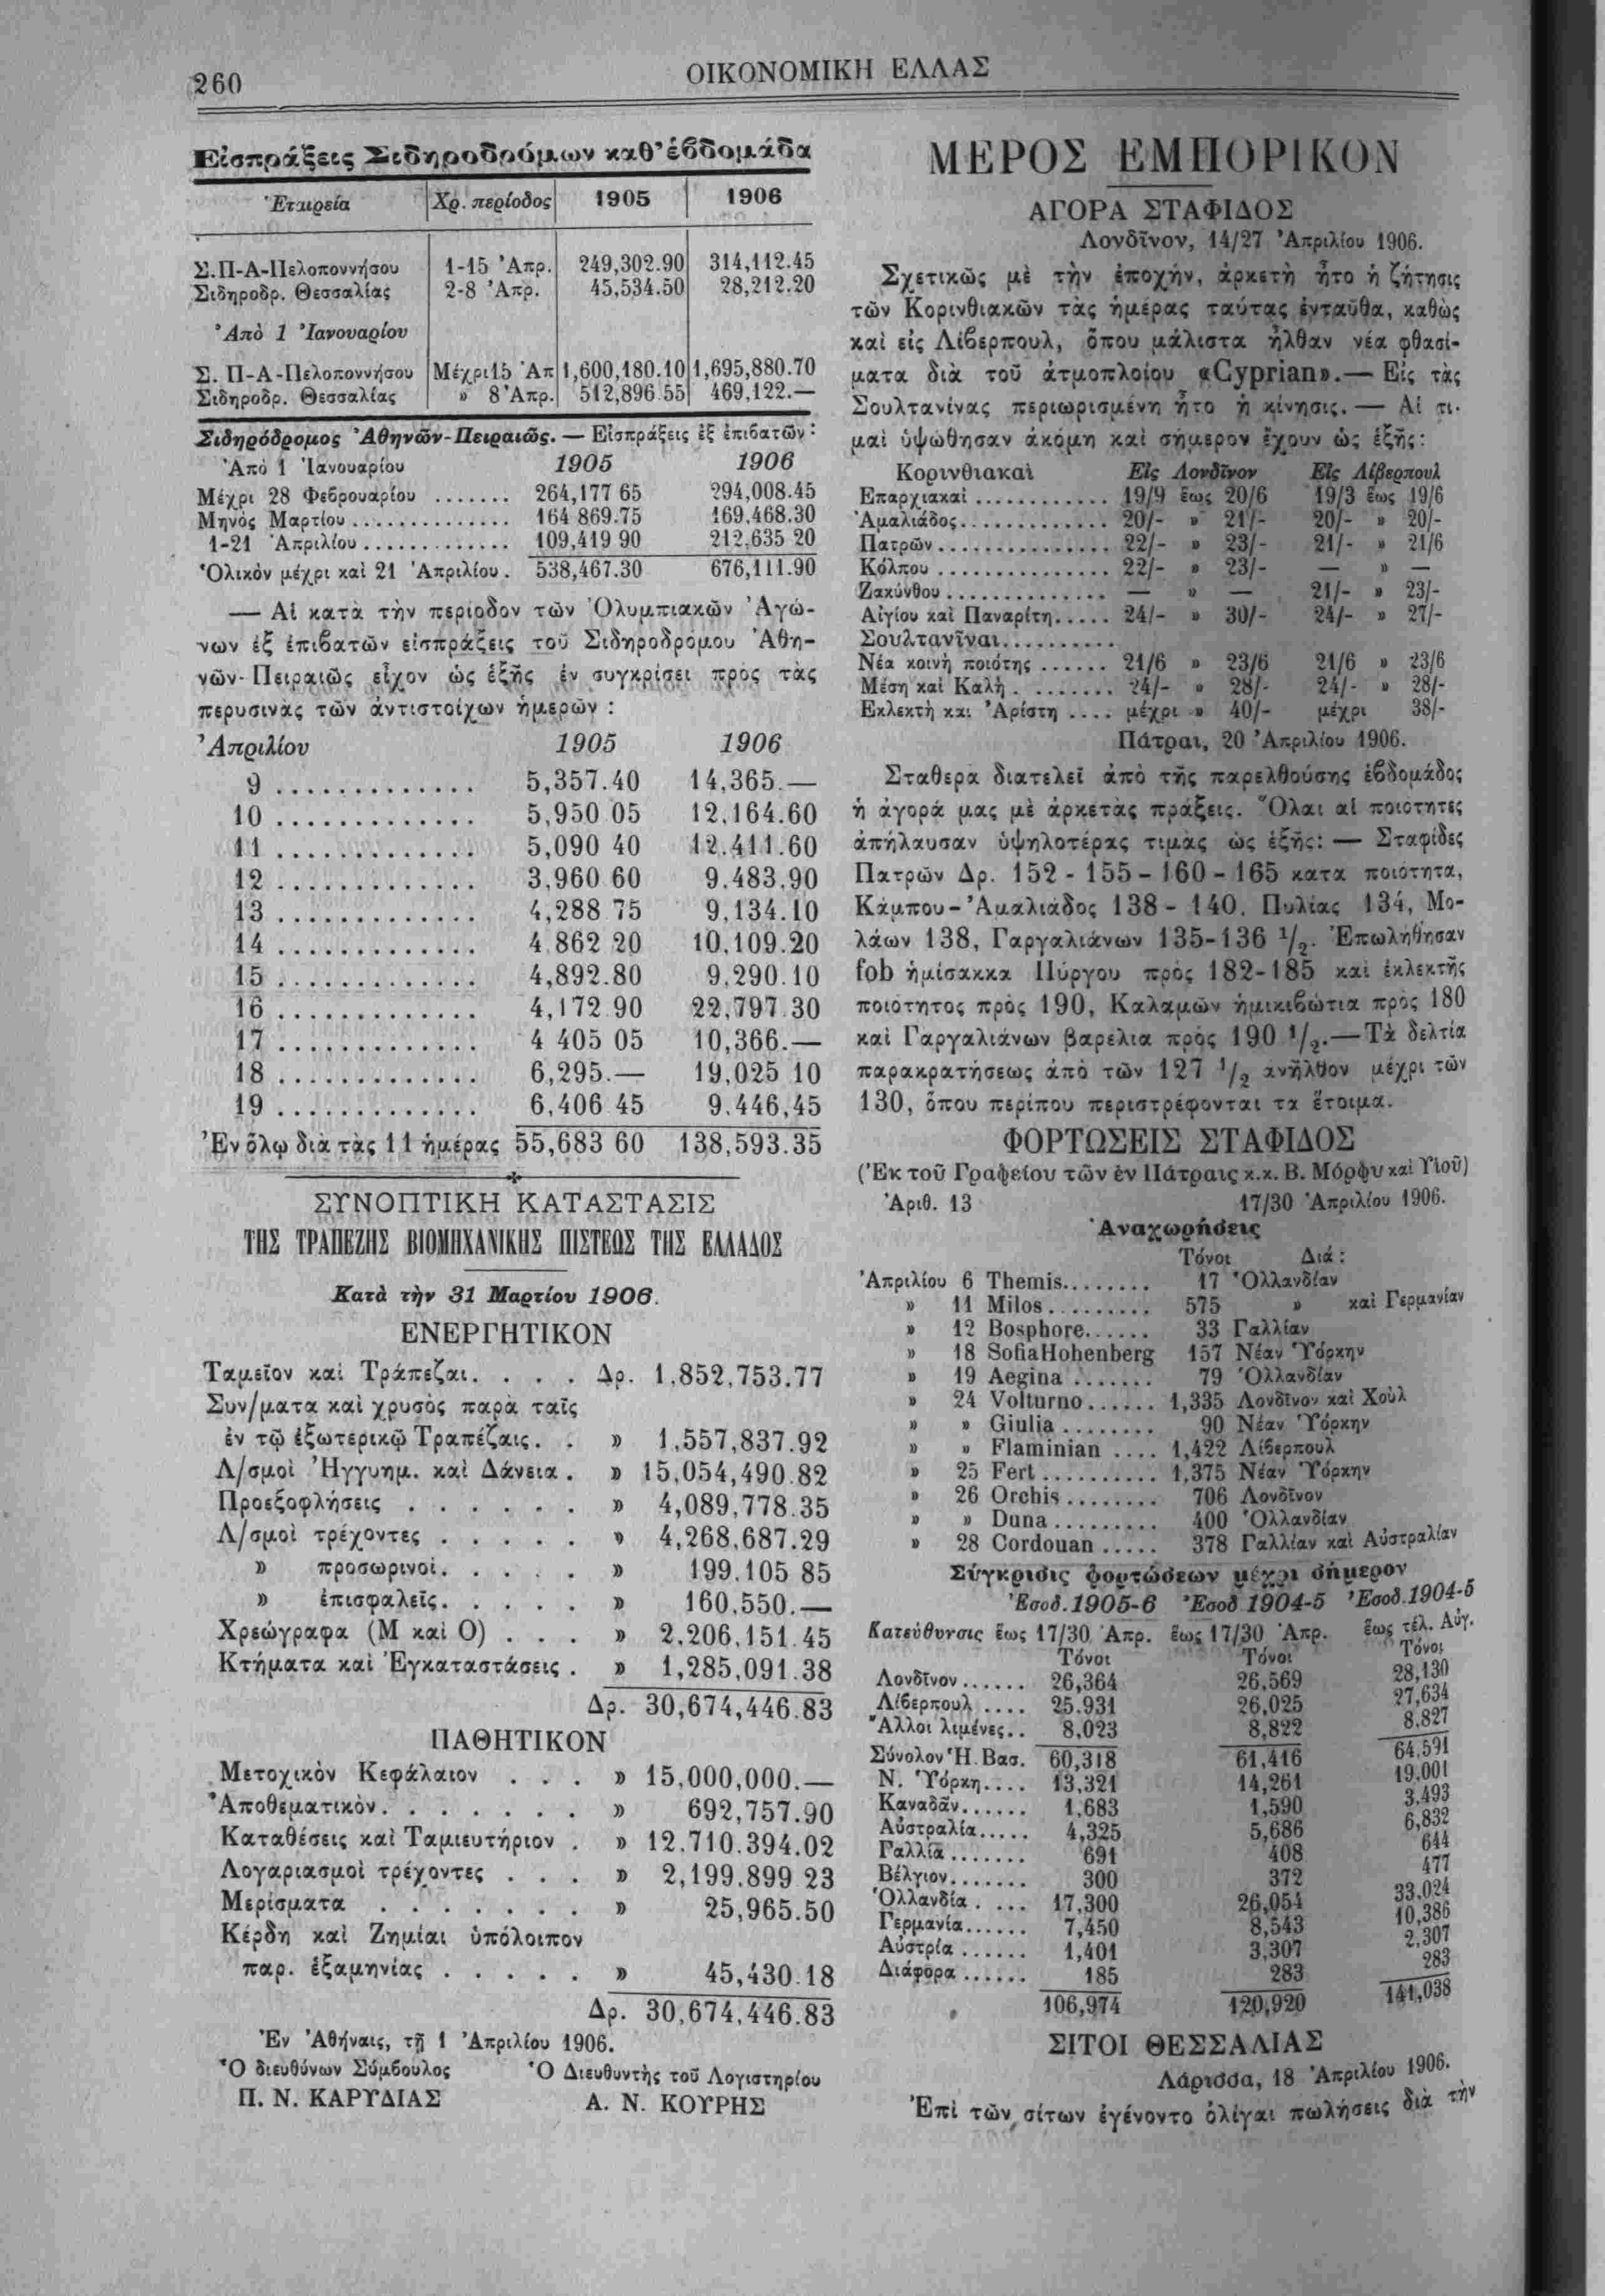 260
ΟΙΚΟΝΟΜΙΚΗ ΕΛΛΑΣ
Εἰσπράξεις Σιδηροδρόμων καθ' ἑβδομάδα
Ἑταιρεία Χρ. περίοδος 1905 1906
Σ.Π-Α-Πελοποννήσου 1-15 Ἀπρ. 249,302.90 314,112.45
Σιδηροδρ. Θεσσαλίας 2-8 Ἀπρ. 45,534.50 28,212.20
Ἀπὸ 1 Ἰανουαρίου
Σ. Π-Α-Πελοποννήσου Μέχρι 15 Ἀπ 1,600,180.10 1,695,880.70
Σιδηροδρ. Θεσσαλίας » 8 Ἀπρ. 512,896.55 469,122.—
Σιδηρόδρομος Ἀθηνῶν-Πειραιῶς. — Εἰσπράξεις ἐξ ἐπιβατῶν:
Ἀπὸ 1 Ἰανουαρίου 1905 1906
Μέχρι 28 Φεβρουαρίου ....... 264,177 65 294,008.45
Μηνὸς Μαρτίου .............. 164 869.75 169.468.30
1-21 Ἀπριλίου ............. 109,419 90 212.635 20
Ὁλικὸν μέχρι καὶ 21 Ἀπριλίου. 538,467.30 676,111.90
— Αἱ κατὰ τὴν περίοδον τῶν Ὀλυμπιακῶν Ἀγώ-
νων ἐξ ἐπιβατῶν εἰσπράξεις τοῦ Σιδηροδρόμου Ἀθη-
νῶν-Πειραιῶς εἶχον ὡς ἑξῆς ἐν συγκρίσει πρὸς τὰς
περυσινὰς τῶν ἀντιστοίχων ἡμερῶν:
Ἀπριλίου 1905 1906
9 ............. 5,357.40 14,365.—
10 ............. 5,950 05 12,164.60
11 ............. 5,090 40 12.411.60
12 ............. 3,960 60 9.483.90
13 ............. 4,288 75 9,134.10
14 ............. 4 862 20 10,109.20
15 ............. 4,892.80 9,290.10
16 ............. 4,172 90 22,797.30
17 ............. 4 405 05 10,366.—
18 ............. 6,295.— 19,025 10
19 ............. 6,406 45 9.446,45
Ἐν ὅλῳ διὰ τὰς 11 ἡμέρας 55,683 60 138,593.35
ΣΥΝΟΠΤΙΚΗ ΚΑΤΑΣΤΑΣΙΣ
ΤΗΣ ΤΡΑΠΕΖΗΣ ΒΙΟΜΗΧΑΝΙΚΗΣ ΠΙΣΤΕΩΣ ΤΗΣ ΕΛΛΑΔΟΣ
Κατὰ τὴν 31 Μαρτίου 1906.
ΕΝΕΡΓΗΤΙΚΟΝ
Ταμεῖον καὶ Τράπεζαι. . . . Δρ. 1,852,753.77
Συν/ματα καὶ χρυσὸς παρὰ ταῖς
ἐν τῷ ἐξωτερικῷ Τραπέζαις. . » 1,557,837.92
Λ/σμοὶ Ἠγγυημ. καὶ Δάνεια . » 15,054,490.82
Προεξοφλήσεις . . . . . . » 4,089,778.35
Λ/σμοὶ τρέχοντες . . . . . » 4,268,687.29
» προσωρινοί. . . . . » 199,105 85
» ἐπισφαλεῖς. . . . . » 160,550.—
Χρεώγραφα (Μ καὶ Ο) . . . » 2,206,151.45
Κτήματα καὶ Ἐγκαταστάσεις . » 1,285,091.38
Δρ. 30,674,446.83
ΠΑΘΗΤΙΚΟΝ
Μετοχικὸν Κεφάλαιον . . . » 15,000,000.—
Ἀποθεματικὸν. . . . . . . » 692,757.90
Καταθέσεις καὶ Ταμιευτήριον . » 12.710.394.02
Λογαριασμοὶ τρέχοντες . . . » 2,199,899 23
Μερίσματα . . . . . . . » 25,965.50
Κέρδη καὶ Ζημίαι ὑπόλοιπον
παρ. ἑξαμηνίας . . . . . » 45,430.18
Δρ. 30,674,446.83
Ἐν Ἀθήναις, τῇ 1 Ἀπριλίου 1906.
Ὁ διευθύνων Σύμβουλος Ὁ Διευθυντὴς τοῦ Λογιστηρίου
Π. Ν. ΚΑΡΥΔΙΑΣ Α. Ν. ΚΟΥΡΗΣ
ΜΕΡΟΣ ΕΜΠΟΡΙΚΟΝ
ΑΓΟΡΑ ΣΤΑΦΙΔΟΣ
Λονδῖνον, 14/27 Ἀπριλίου 1906.
Σχετικῶς μὲ τὴν ἐποχήν, ἀρκετὴ ἦτο ἡ ζήτησις
τῶν Κορινθιακῶν τὰς ἡμέρας ταύτας ἐνταῦθα, καθὼς
καὶ εἰς Λίβερπουλ, ὅπου μάλιστα ἦλθαν νέα φθασί-
ματα διὰ τοῦ ἀτμοπλοίου «Cyprian».— Εἰς τὰς
Σουλτανίνας περιωρισμένη ἦτο ἡ κίνησις. — Αἱ τι-
μαὶ ὑψώθησαν ἀκόμη καὶ σήμερον ἔχουν ὡς ἑξῆς:
Κορινθιακαὶ Εἰς Λονδῖνον Εἰς Λίβερπουλ
Επαρχιακαὶ ............ 19/9 ἕως 20/6 19/3 ἕως 19/6
Ἀμαλιάδος............. 20/- » 21/- 20/- » 20/-
Πατρῶν............... 22/- » 23/- 21/- » 21/6
Κόλπου ............... 22/- » 23/- — » —
Ζακύνθου .............. — » — 21/- » 23/-
Αἰγίου καὶ Παναρίτη..... 24/- » 30/- 24/- » 27/-
Σουλτανῖναι..........
Νέα κοινὴ ποιότης ...... 21/6 » 23/6 21/6 » 23/6
Μέση καὶ Καλὴ ......... 24/- » 28/- 24/- » 28/-
Εκλεκτὴ καὶ Ἀρίστη .... μέχρι » 40/- μέχρι 38/-
Πάτραι, 20 Ἀπριλίου 1906.
Σταθερα διατελεῖ ἀπὸ τῆς παρελθούσης ἑβδομάδος
ἡ ἀγορά μας μὲ ἀρκετὰς πράξεις. Ὅλαι αἱ ποιότητες
ἀπήλαυσαν ὑψηλοτέρας τιμὰς ὡς ἑξῆς: — Σταφίδες
Πατρῶν Δρ. 152 - 155 - 160 - 165 κατα ποιότητα,
Κάμπου-Ἀμαλιάδος 138 - 140, Πυλίας 134, Μο-
λάων 138, Γαργαλιάνων 135-136 1/2. Ἐπωλήθησαν
fob ἡμίσακκα Πύργου πρὸς 182-185 καὶ ἐκλεκτῆς
ποιότητος πρὸς 190, Καλαμῶν ἡμικιβώτια πρὸς 180
καὶ Γαργαλιάνων βαρέλια πρὸς 190 1/2.—Τὰ δελτία
παρακρατήσεως ἀπὸ τῶν 127 1/2 ανῆλθον μέχρι τῶν
130, ὅπου περίπου περιστρέφονται τα ἕτοιμα.
ΦΟΡΤΩΣΕΙΣ ΣΤΑΦΙΔΟΣ
(Ἐκ τοῦ Γραφείου τῶν ἐν Πάτραις κ.κ. Β. Μόρφυ καὶ Υἱοῦ)
Ἀριθ. 13 17/30 Ἀπριλίου 1906.
Ἀναχωρήσεις
Τόνοι Διά:
Ἀπριλίου 6 Themis........ 17 Ὁλλανδίαν
» 11 Milos ......... 575 » καὶ Γερμανίαν
» 12 Bosphore...... 33 Γαλλίαν
» 18 SofiaHohenberg 157 Νέαν Ὑόρκην
» 19 Aegina ....... 79 Ὁλλανδίαν
» 24 Volturno ...... 1,335 Λονδῖνον καὶ Χοὺλ
» » Giulia ........ 90 Νέαν Ὑόρκην
» » Flaminian .... 1,422 Λίβερπουλ
» 25 Fert .......... 1,375 Νέαν Ὑόρκην
» 26 Orchis ........ 706 Λονδῖνον
» » Duna ......... 400 Ὁλλανδίαν
» 28 Cordouan ..... 378 Γαλλίαν καὶ Αὐστραλίαν
Σύγκρισις φορτώσεων μέχρι σήμερον
Ἐσοδ. 1905-6 Ἐσοδ 1904-5 Ἐσοδ. 1904-5
Κατεύθυνσις ἕως 17/30 Ἀπρ. ἕως 17/30 Ἀπρ. ἕως τέλ. Αὐγ.
Τόνοι Τόνοι Τόνοι
Λονδῖνον ...... 26,364 26,569 28,130
Λίβερπουλ .... 25.931 26,025 27,634
Ἄλλοι λιμένες.. 8,023 8,822 8.827
Σύνολον Ἡ. Βασ. 60,318 61,416 64,591
Ν. Ὑόρκη.... 13,321 14,261 19,001
Καναδᾶν...... 1,683 1,590 3,493
Αὐστραλία..... 4,325 5,686 6,832
Γαλλία ....... 691 408 644
Βέλγιον....... 300 372 477
Ὁλλανδία .... 17,300 26,054 33,024
Γερμανία...... 7,450 8,543 10,386
Αὐστρία ...... 1,401 3,307 2,307
Διάφορα ...... 185 283 283
106,974 120,920 141,038
ΣΙΤΟΙ ΘΕΣΣΑΛΙΑΣ
Λάρισσα, 18 Ἀπριλίου 1906.
Ἐπὶ τῶν σίτων ἐγένοντο ὀλίγαι πωλήσεις διὰ τὴν